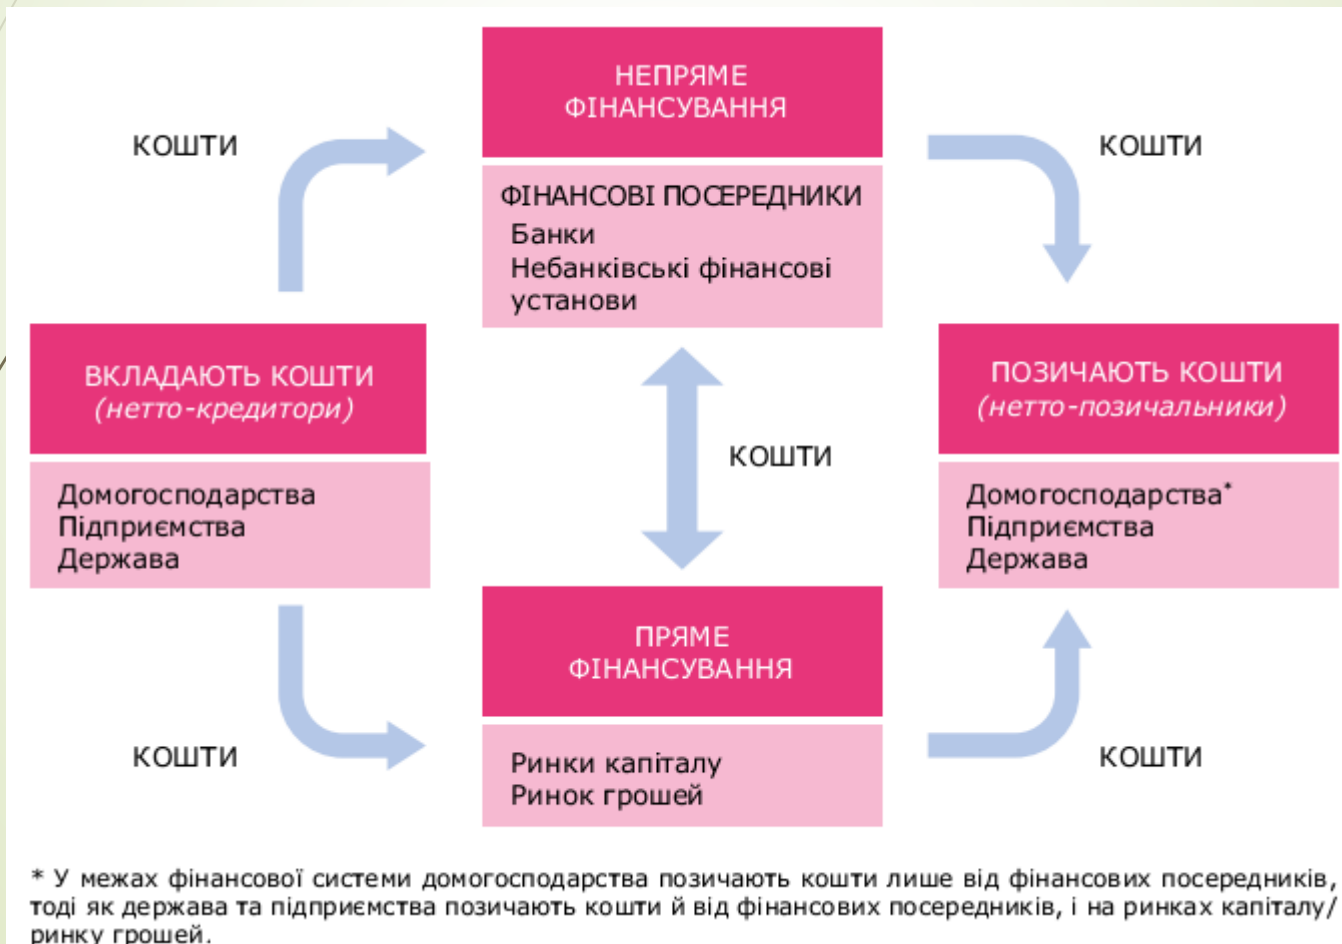 НЕПРЯМЕ
ФІНАНСУВАННЯ
КОШТИ
КОШТИ
ФІНАНСОВІ ПОСЕРЕДНИКИ
Банки
Небанківські фінансові
установи
ВКЛАДАЮТЬ КОШТИ
(нетто-кредитори)
ПОЗИЧАЮТЬ КОШТИ
(нетто-позичальники)
КОШТИ
Домогосподарства
Підприємства
Держава
Домогосподарства*
Підприємства
Держава
ПРЯМЕ
ФІНАНСУВАННЯ
КОШТИ
КОШТИ
Ринки капіталу
Ринок грошей
* У межах фінансової системи домогосподарства позичають кошти лише від фінансових посередників,
тоді як держава та підприємства позичають кошти й від фінансових посередників, і на ринках капіталу/
ринку грошей.